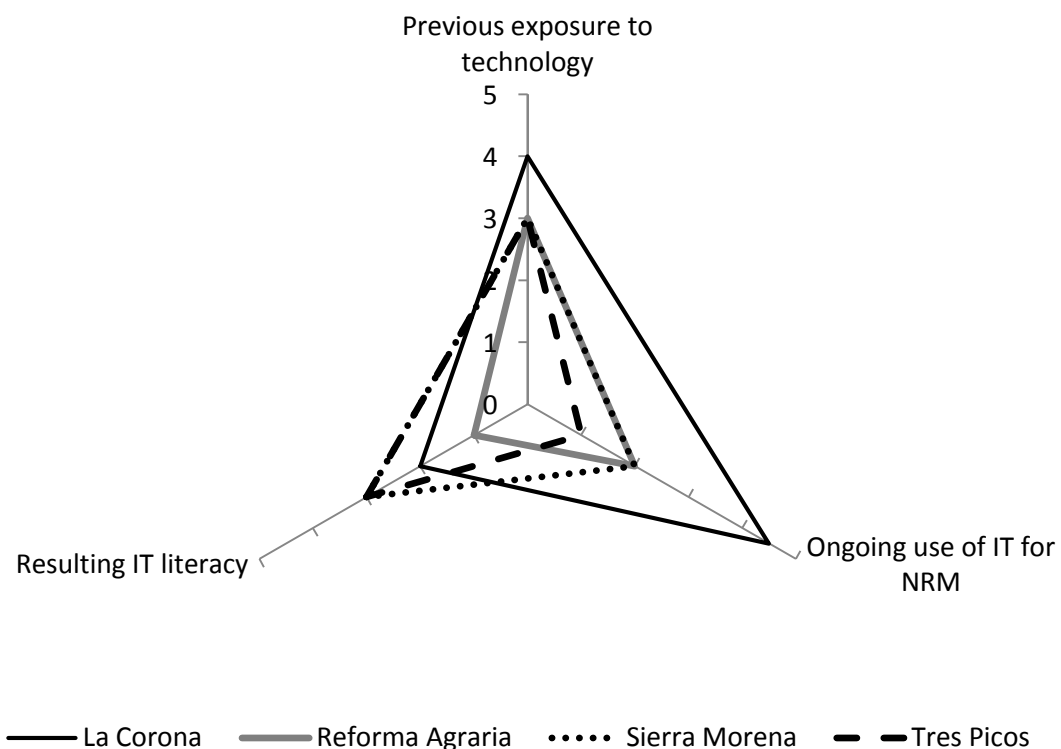 Previous exposure to
technology
5
4
3
2
1
0
Resulting IT literacy
Ongoing use of IT for
NRM
La Corona Reforma Agraria Sierra Morena Tres Picos